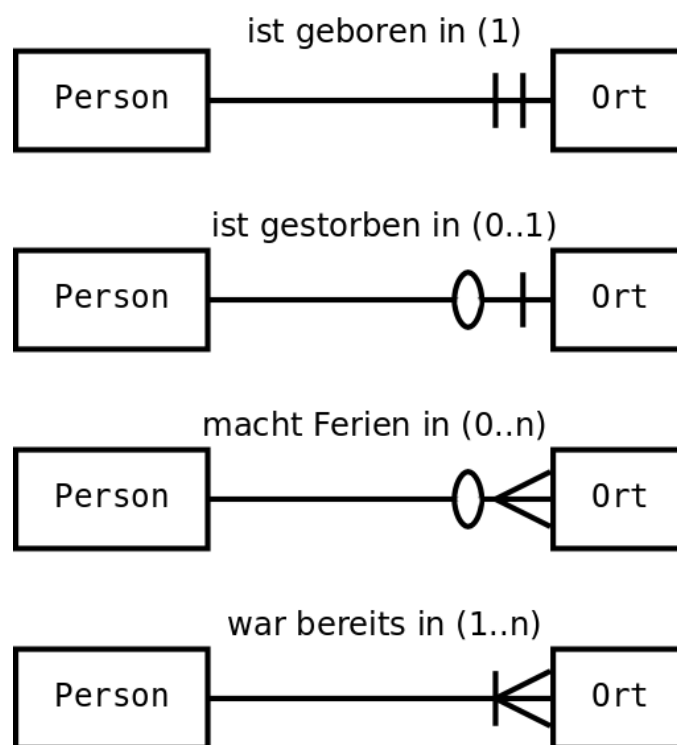 ist geboren in (1)
Person Ort
ist gestorben in (0..1)
Person Ort
macht Ferien in (0..n)
Person Ort
war bereits in (1..n)
Person Ort